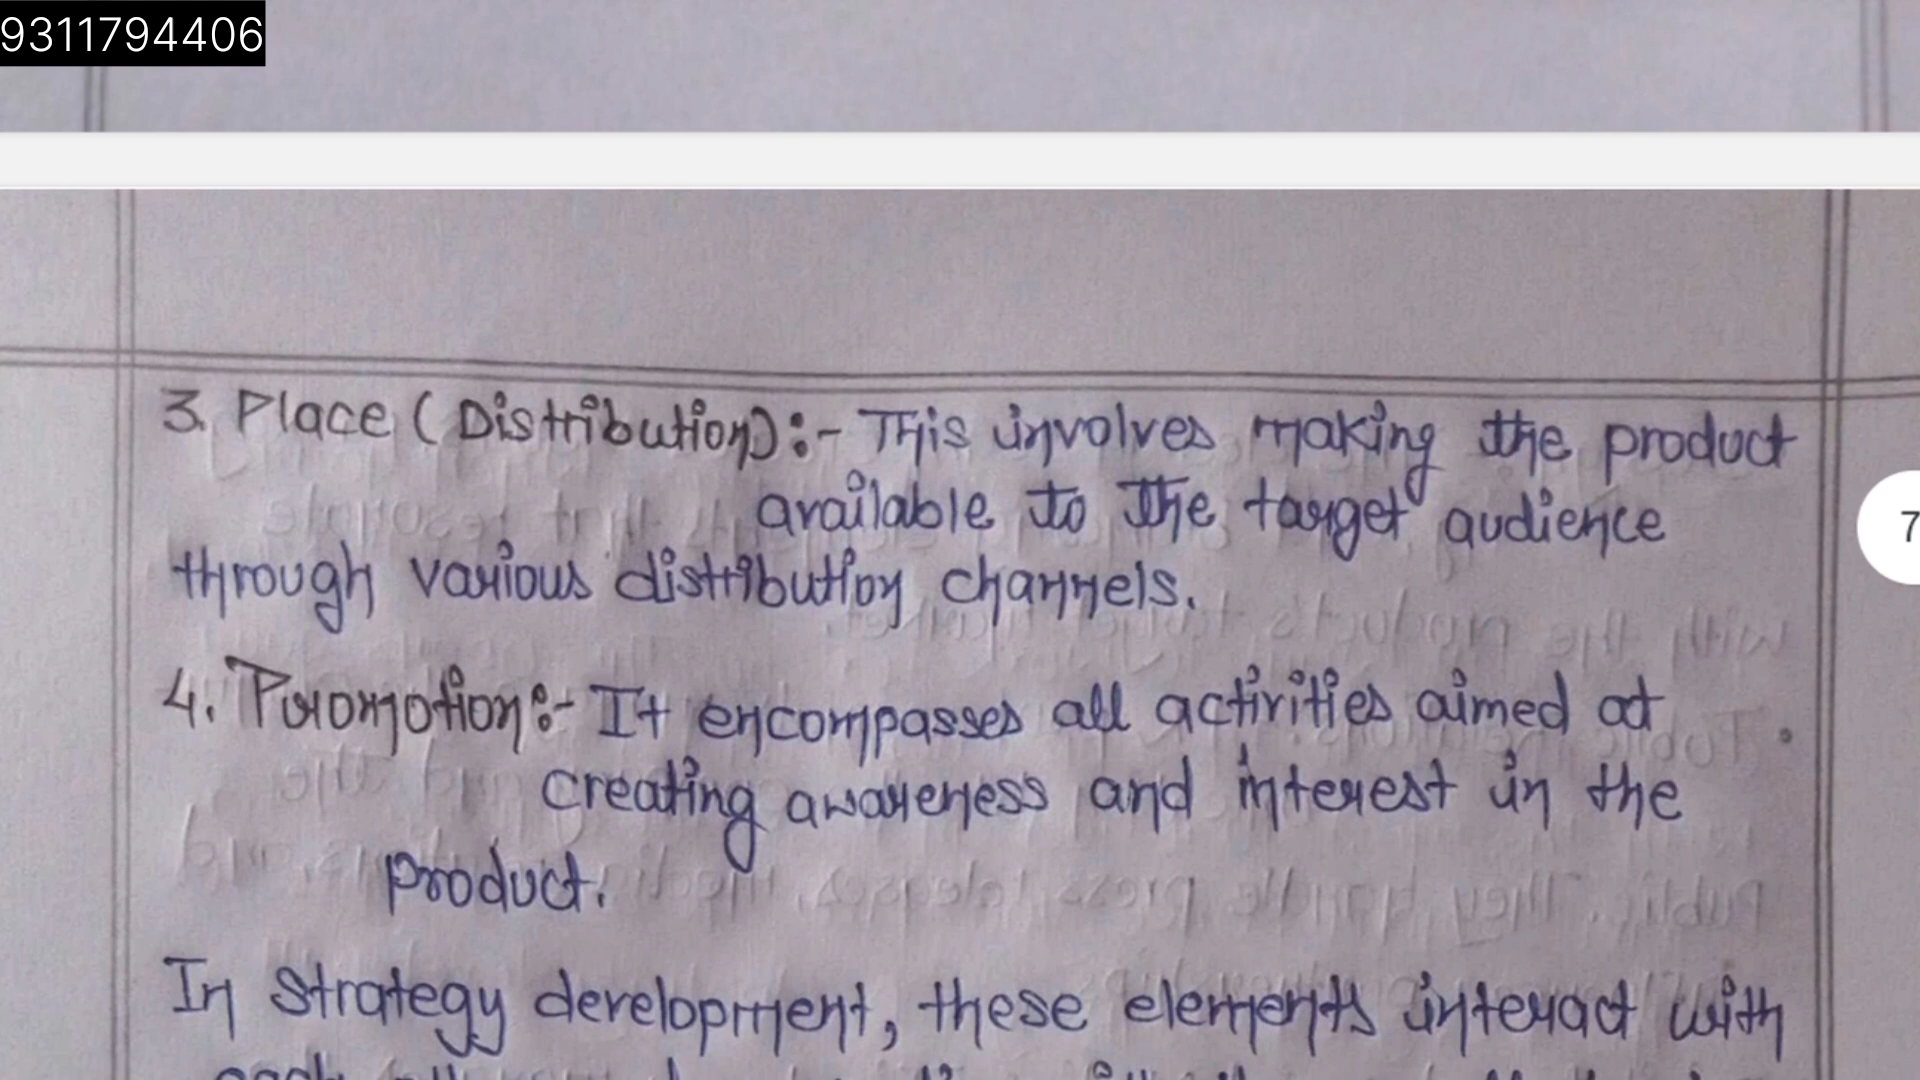 9311794406
3. Place (Distribution):- This involves making the product
available to the target audience
through various distribution channels.
7
4. Promotion:- It encompasses all activities aimed at
creating awareness and interest in the
product.
In strategy development, these elements interact with
each